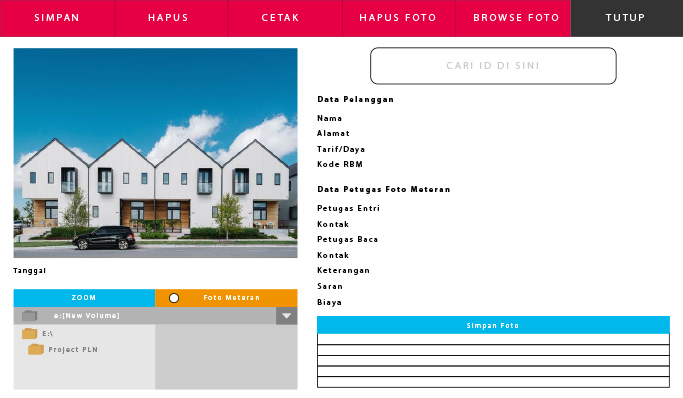 SIMPAN
HAPUS
CETAK
HAPUS FOTO
BROWSE FOTO
TUTUP
CARI ID DI SINI
Data Pelanggan
Nama
Alamat
Tarif/Daya
Kode RBM
Data Petugas Foto Meteran
Petugas Entri
Kontak
Petugas Baca
Kontak
Keterangan
Saran
Biaya
Tanggal
ZOOM
Foto Meteran
e:[New Volume]
E:\
Project PLN
Simpan Foto